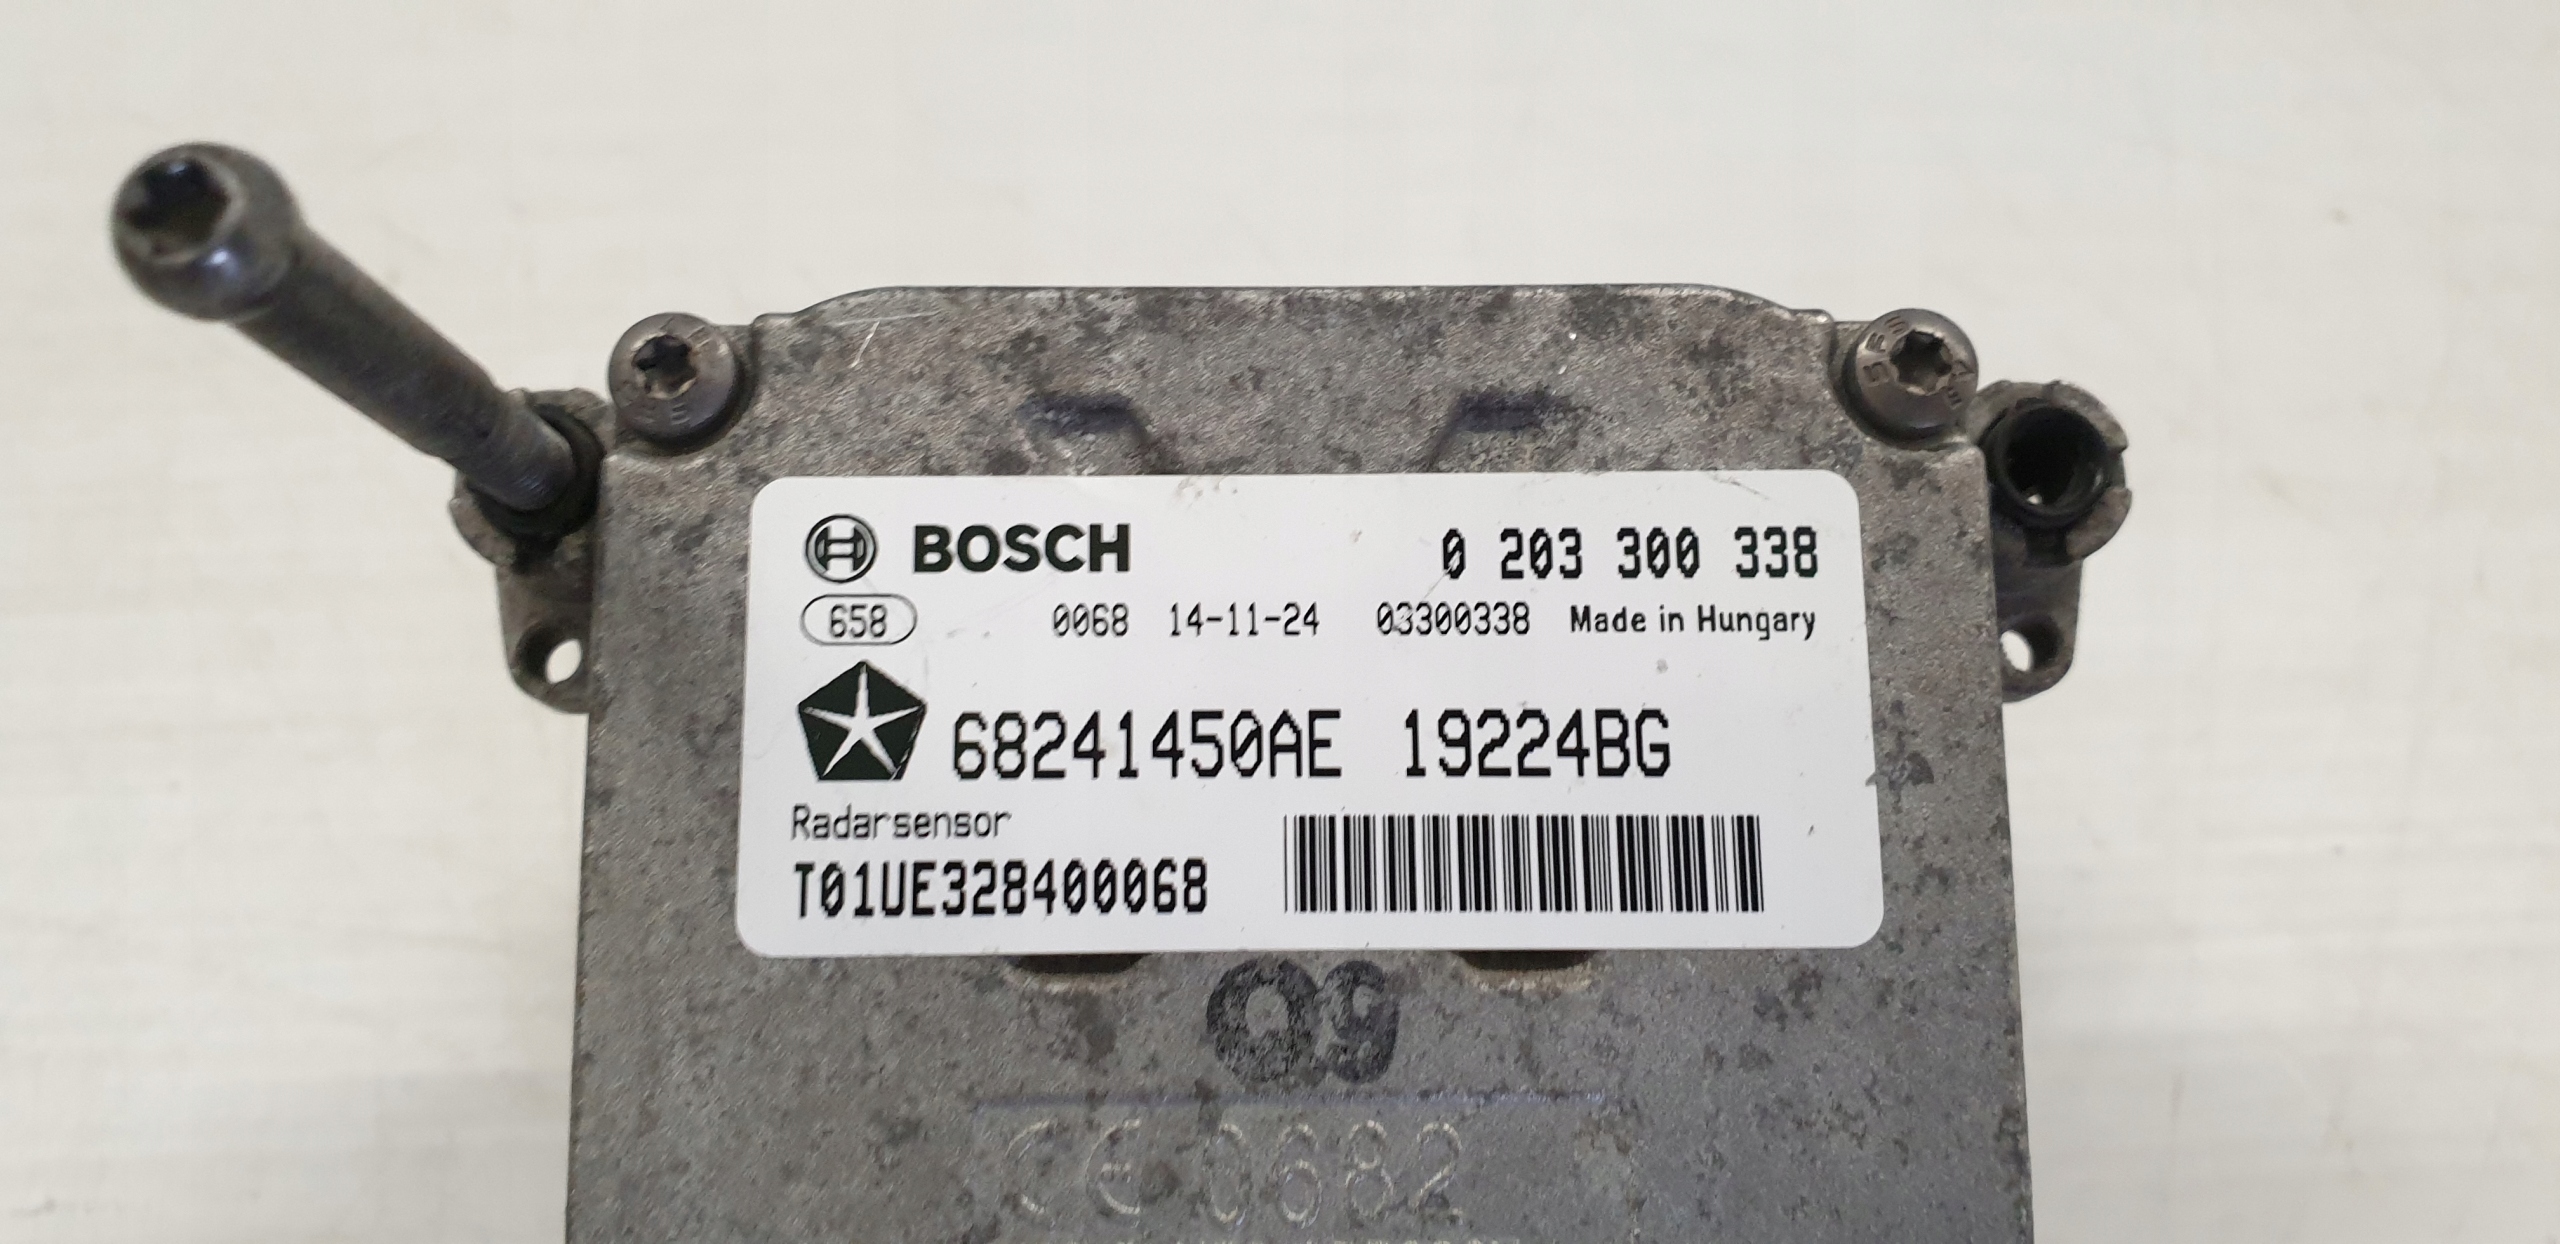 BOSCH 0 203 300 338
658 0068 14-11-24 03300338 Made in Hungary
68241450AE 19224BG
Radarsensor
T01UE328400068
CE 0682